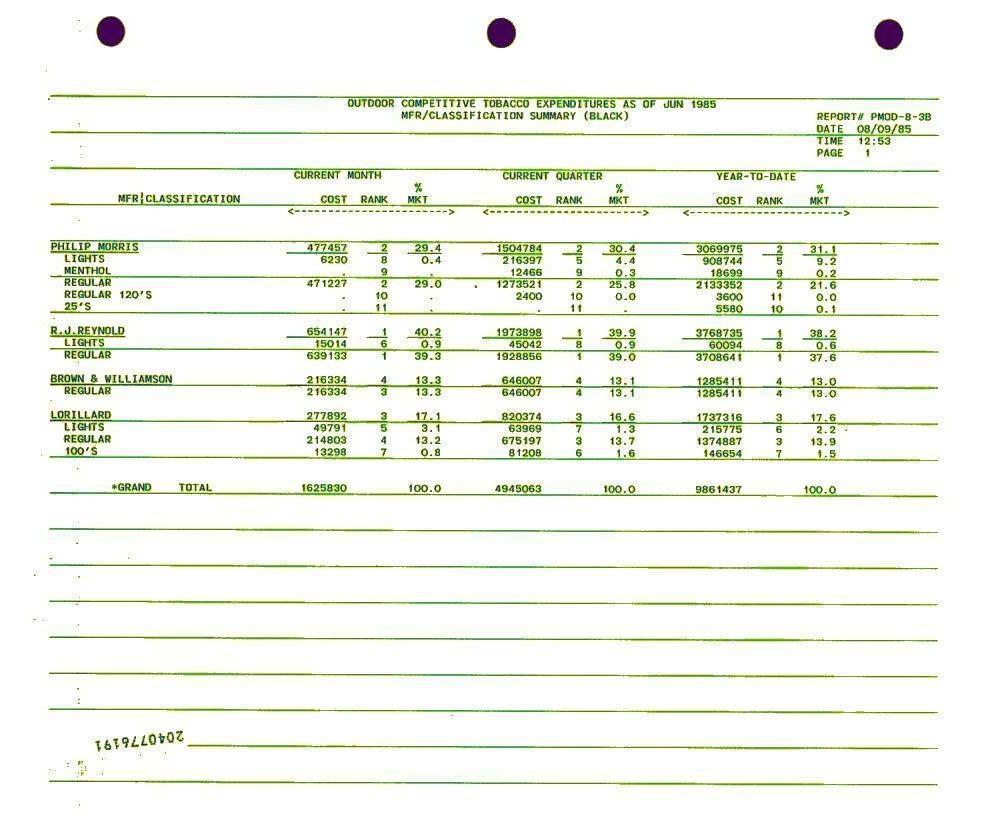 OUTDOOR COMPETITIVE TOBACCO EXPENDITURES AS OF JUN 1985
MFR/CLASSIFICATION SUMMARY (BLACK)
REPORT# PMOD-8-3B
DATE 08/09/85
TIME 12:53
PAGE 1
CURRENT MONTH CURRENT QUARTER YEAR-TO-DATE
% % %
MFR¦CLASSIFICATION COST RANK MKT COST RANK MKT COST RANK MKT
<-----------------------> <-----------------------> <----------------------->
PHILIP MORRIS 477457 2 29.4 1504784 2 30.4 3069975 2 31.1
LIGHTS 6230 8 0.4 216397 5 4.4 908744 5 9.2
MENTHOL . 9 . 12466 9 0.3 18699 9 0.2
REGULAR 471227 2 29.0 1273521 2 25.8 2133352 2 21.6
REGULAR 120'S . 10 . 2400 10 0.0 3600 11 0.0
25'S . 11 . . 11 . 5580 10 0.1
R.J.REYNOLD 654147 1 40.2 1973898 1 39.9 3768735 1 38.2
LIGHTS 15014 6 0.9 45042 8 0.9 60094 8 0.6
REGULAR 639133 1 39.3 1928856 1 39.0 3708641 1 37.6
BROWN & WILLIAMSON 216334 4 13.3 646007 4 13.1 1285411 4 13.0
REGULAR 216334 3 13.3 646007 4 13.1 1285411 4 13.0
LORILLARD 277892 3 17.1 820374 3 16.6 1737316 3 17.6
LIGHTS 49791 5 3.1 63969 7 1.3 215775 6 2.2
REGULAR 214803 4 13.2 675197 3 13.7 1374887 3 13.9
100'S 13298 7 0.8 81208 6 1.6 146654 7 1.5
*GRAND TOTAL 1625830 100.0 4945063 100.0 9861437 100.0
2040776191